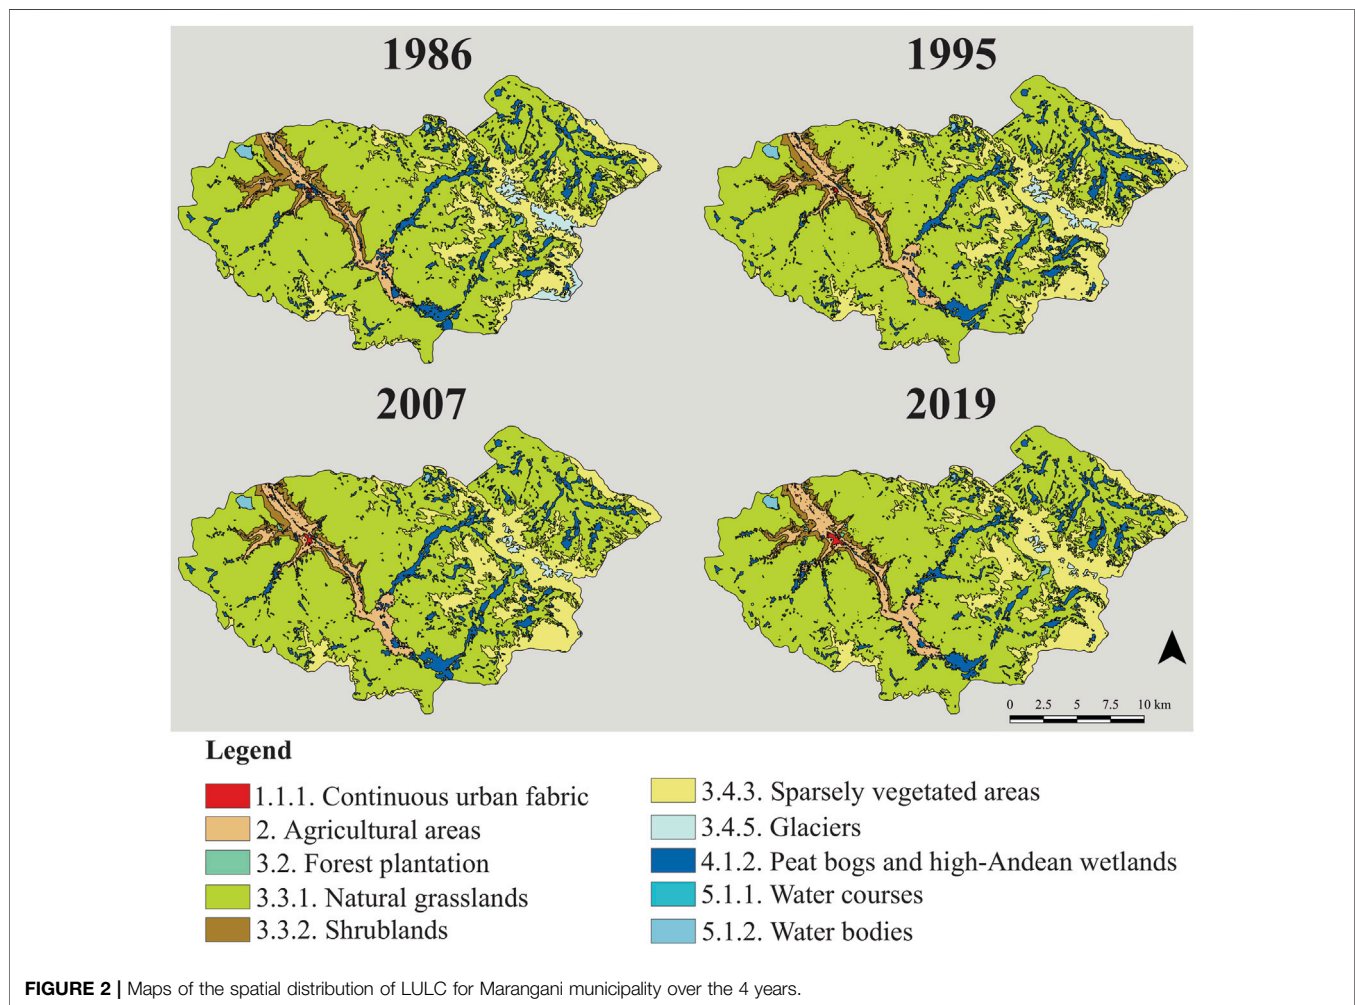 1986
1995
2007
2019
0 2.5 5 7.5 10 km
Legend
1.1.1. Continuous urban fabric
2. Agricultural areas
3.2. Forest plantation
3.3.1. Natural grasslands
3.3.2. Shrublands
3.4.3. Sparsely vegetated areas
3.4.5. Glaciers
4.1.2. Peat bogs and high-Andean wetlands
5.1.1. Water courses
5.1.2. Water bodies
FIGURE 2 | Maps of the spatial distribution of LULC for Marangani municipality over the 4 years.